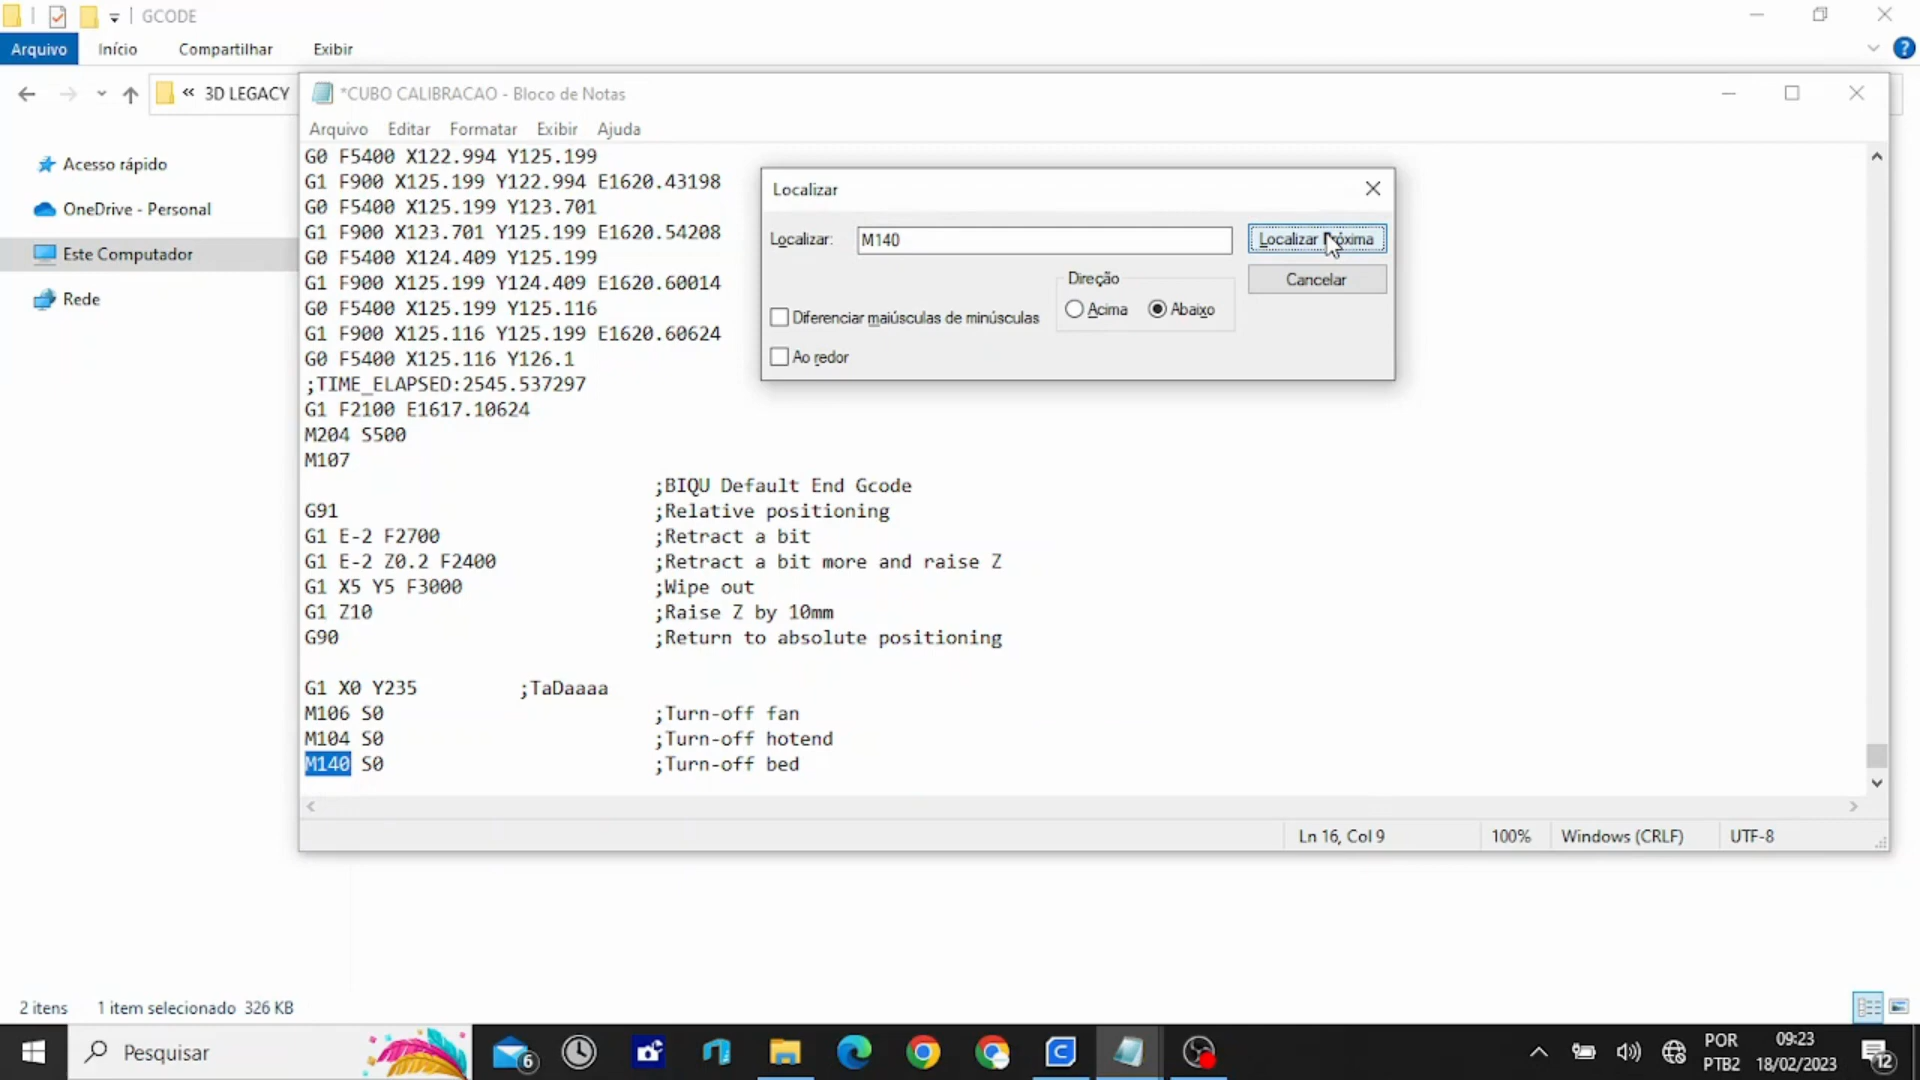 GCODE
Arquivo Início Compartilhar Exibir
« 3D LEGACY
*CUBO CALIBRACAO - Bloco de Notas
Arquivo Editar Formatar Exibir Ajuda
Acesso rápido
OneDrive - Personal
Este Computador
Rede
G0 F5400 X122.994 Y125.199
G1 F900 X125.199 Y122.994 E1620.43198
G0 F5400 X125.199 Y123.701
G1 F900 X123.701 Y125.199 E1620.54208
G0 F5400 X124.409 Y125.199
G1 F900 X125.199 Y124.409 E1620.60014
G0 F5400 X125.199 Y125.116
G1 F900 X125.116 Y125.199 E1620.60624
G0 F5400 X125.116 Y126.1
;TIME_ELAPSED:2545.537297
G1 F2100 E1617.10624
M204 S500
M107
;BIQU Default End Gcode
G91 ;Relative positioning
G1 E-2 F2700 ;Retract a bit
G1 E-2 Z0.2 F2400 ;Retract a bit more and raise Z
G1 X5 Y5 F3000 ;Wipe out
G1 Z10 ;Raise Z by 10mm
G90 ;Return to absolute positioning
G1 X0 Y235 ;TaDaaaa
M106 S0 ;Turn-off fan
M104 S0 ;Turn-off hotend
M140 S0 ;Turn-off bed
Localizar
Localizar: M140 Localizar Próxima
Cancelar
Direção
Acima Abaixo
Diferenciar maiúsculas de minúsculas
Ao redor
Ln 16, Col 9 100% Windows (CRLF) UTF-8
2 itens 1 item selecionado 326 KB
Pesquisar
6
POR
PTB2
09:23
18/02/2023
12